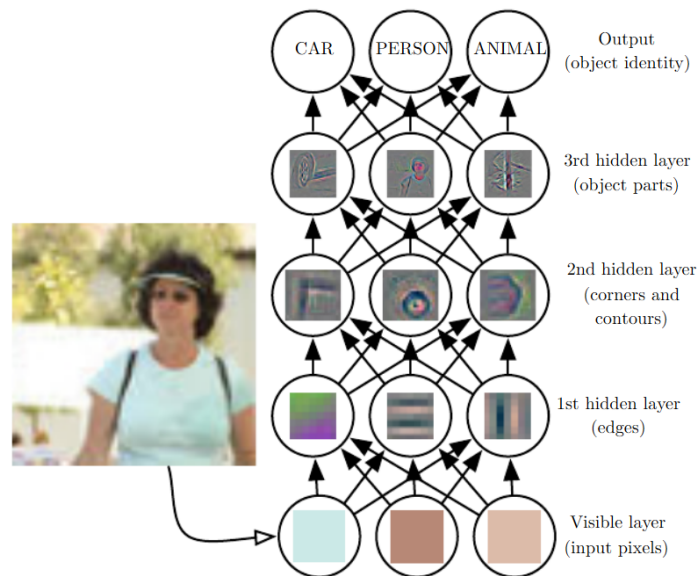 CAR
PERSON
ANIMAL
Output
(object identity)
3rd hidden layer
(object parts)
2nd hidden layer
(corners and
contours)
1st hidden layer
(edges)
Visible layer
(input pixels)